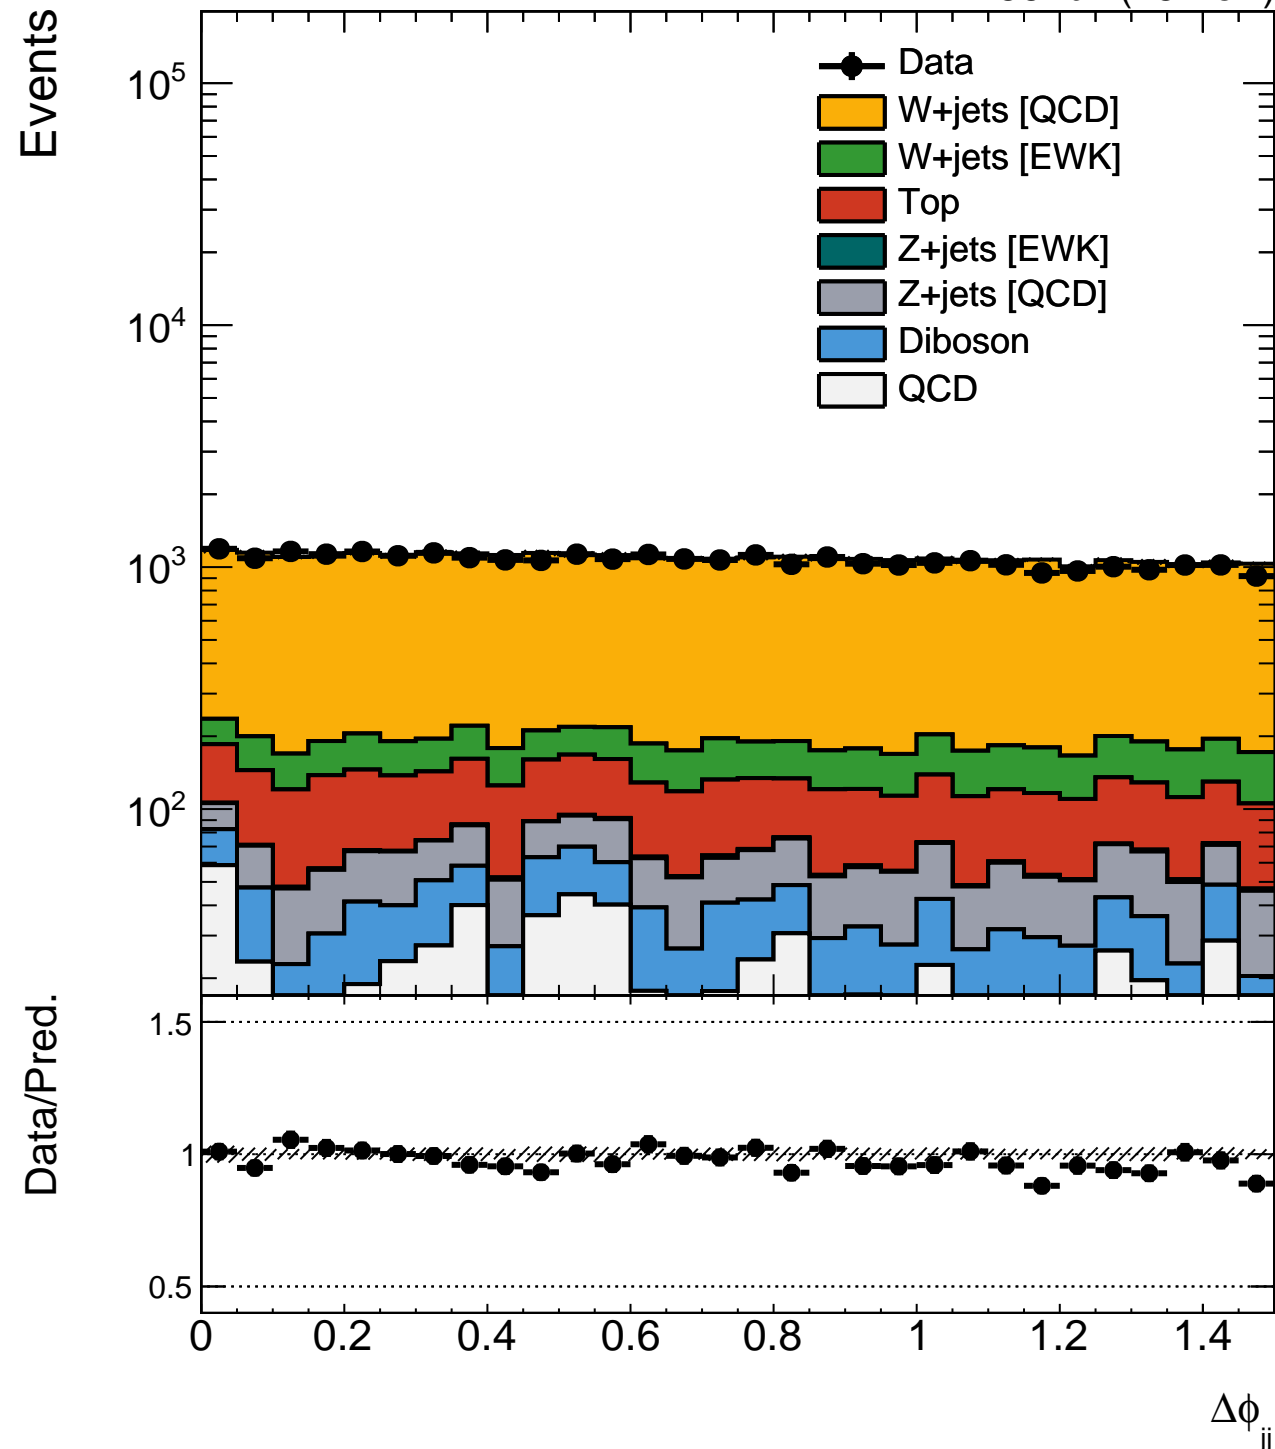 Events
10^5
10^4
10^3
10^2
Data
W+jets [QCD]
W+jets [EWK]
Top
Z+jets [EWK]
Z+jets [QCD]
Diboson
QCD
Data/Pred.
1.5
1
0.5
0 0.2 0.4 0.6 0.8 1 1.2 1.4
Δϕ_jj